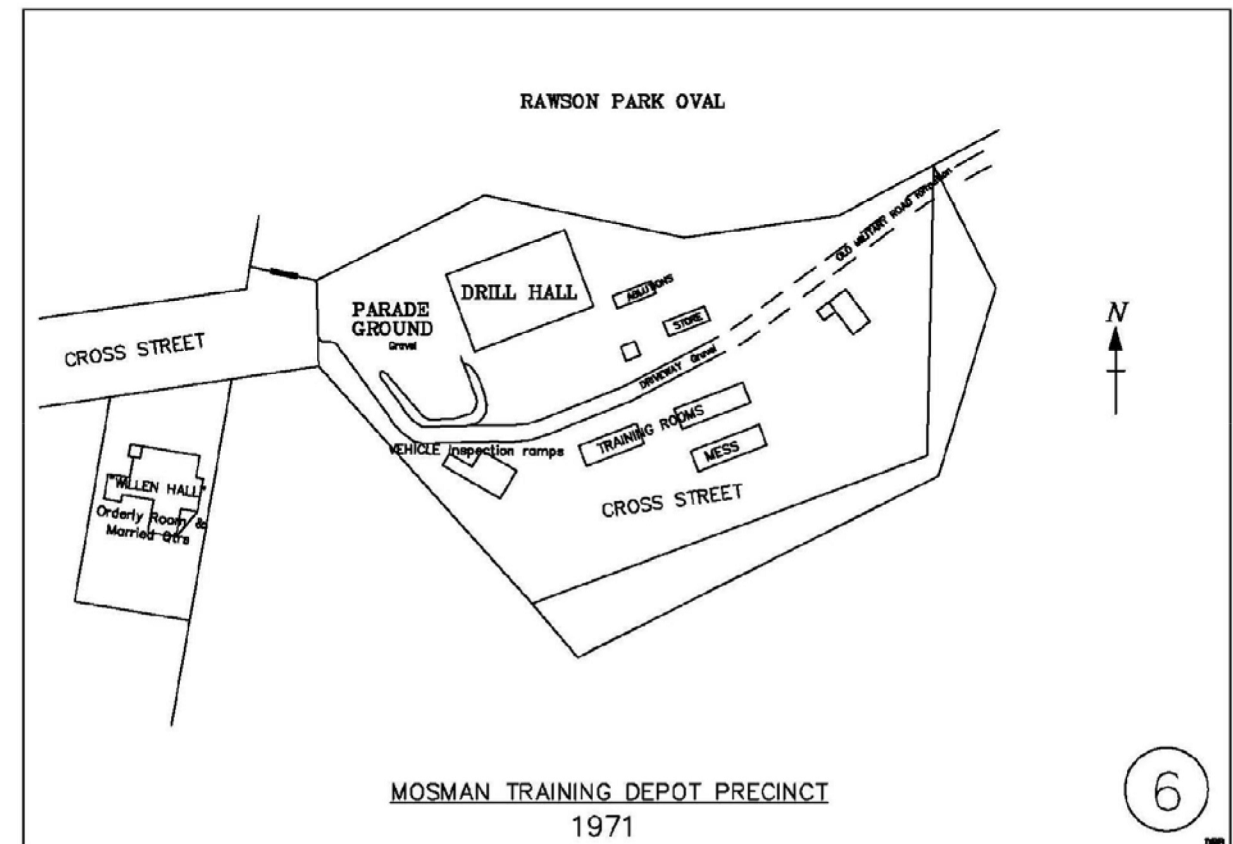 RAWSON PARK OVAL
OLD MILITARY ROAD formation
ABLUTIONS
DRILL HALL
PARADE
GROUND
Gravel
STORE
N
CROSS STREET
DRIVEWAY Gravel
TRAINING ROOMS
VEHICLE Inspection ramps
MESS
"WILLEN HALL"
Orderly Room &
Married Qtrs
CROSS STREET
MOSMAN TRAINING DEPOT PRECINCT
1971
6